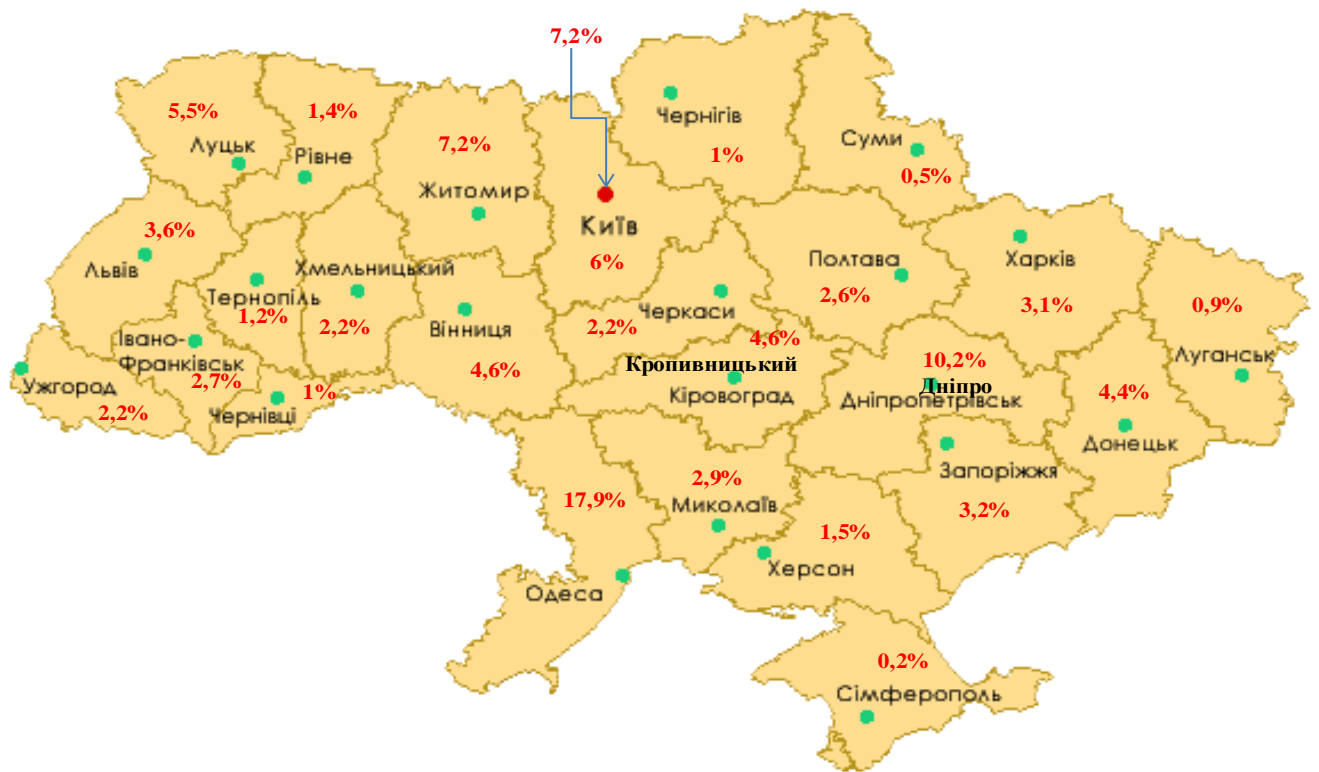 7,2%
5,5%
Луцьк
1,4%
Рівне
7,2%
Житомир
Чернігів
1%
Суми
0,5%
Київ
6%
3,6%
Львів
Тернопіль
1,2%
Хмельницький
2,2%
Вінниця
4,6%
2,2%
Черкаси
Полтава
2,6%
Харків
3,1%
0,9%
Луганськ
Івано-
Франківськ
2,7%
Ужгород
2,2%
Чернівці
1%
4,6%
Кропивницький
Кіровоград
10,2%
Дніпро
Дніпропетрівськ
4,4%
Донецьк
Запоріжжя
3,2%
17,9%
Одеса
2,9%
Миколаїв
1,5%
Херсон
0,2%
Сімферополь